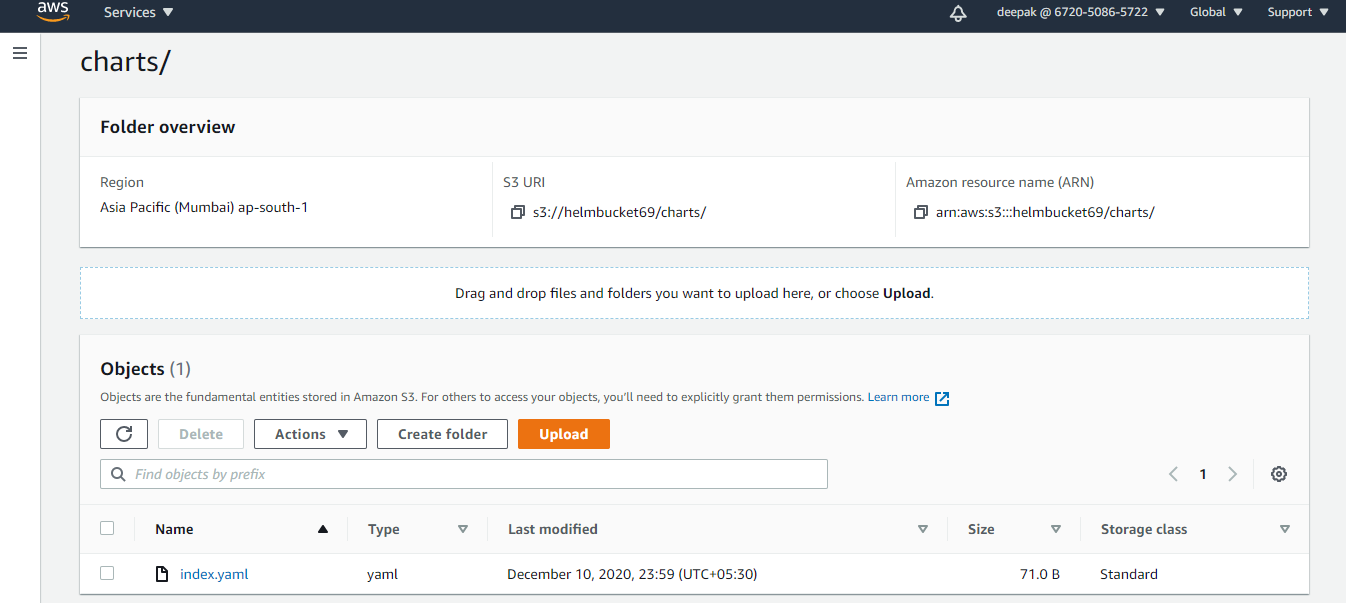 aws Services deepak @ 6720-5086-5722 Global Support
charts/
Folder overview
Region S3 URI Amazon resource name (ARN)
Asia Pacific (Mumbai) ap-south-1 s3://helmbucket69/charts/ arn:aws:s3:::helmbucket69/charts/
Drag and drop files and folders you want to upload here, or choose Upload.
Objects (1)
Objects are the fundamental entities stored in Amazon S3. For others to access your objects, you'll need to explicitly grant them permissions. Learn more
Delete Actions Create folder Upload
Find objects by prefix 1
Name Type Last modified Size Storage class
index.yaml yaml December 10, 2020, 23:59 (UTC+05:30) 71.0 B Standard